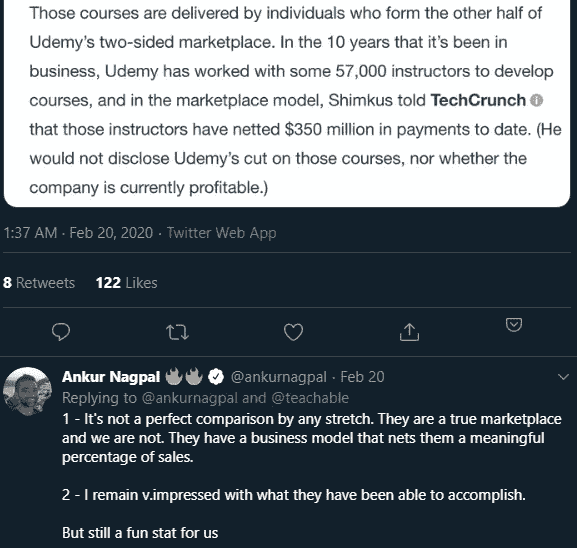 Those courses are delivered by individuals who form the other half of
Udemy’s two-sided marketplace. In the 10 years that it’s been in
business, Udemy has worked with some 57,000 instructors to develop
courses, and in the marketplace model, Shimkus told TechCrunch
that those instructors have netted $350 million in payments to date. (He
would not disclose Udemy’s cut on those courses, nor whether the
company is currently profitable.)
1:37 AM · Feb 20, 2020 · Twitter Web App
8 Retweets 122 Likes
Ankur Nagpal @ankurnagpal · Feb 20
Replying to @ankurnagpal and @teachable
1 - It's not a perfect comparison by any stretch. They are a true marketplace
and we are not. They have a business model that nets them a meaningful
percentage of sales.
2 - I remain v.impressed with what they have been able to accomplish.
But still a fun stat for us